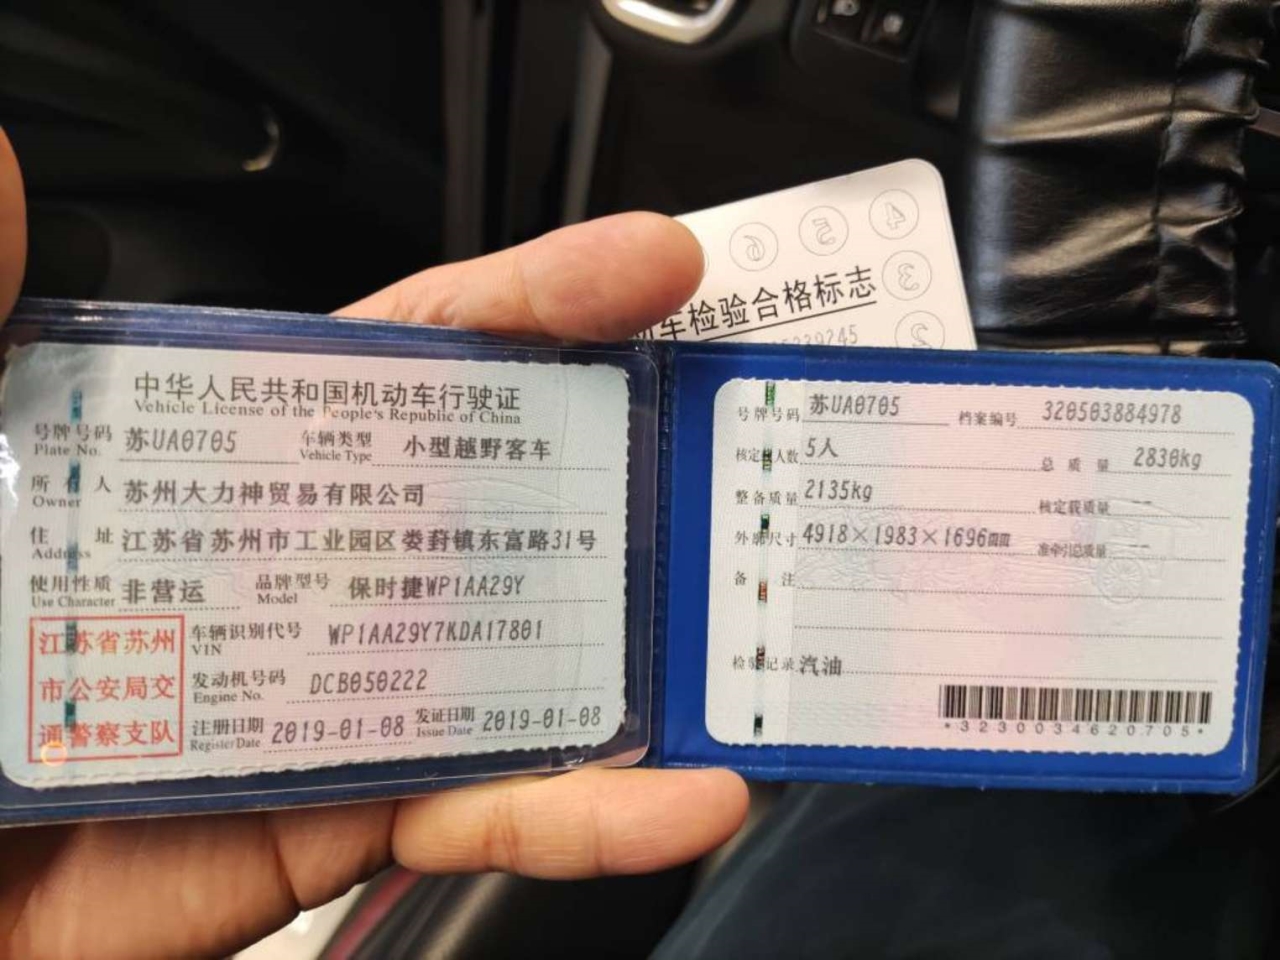 中华人民共和国机动车行驶证
Vehicle License of the People's Republic of China
号牌号码 苏UA0705 车辆类型 小型越野客车
Plate No. Vehicle Type
所有人 苏州大力神贸易有限公司
Owner
住址 江苏省苏州市工业园区娄葑镇东富路31号
Address
使用性质 非营运 品牌型号 保时捷WP1AA29Y
Use Character Model
江苏省苏州
市公安局交
通警察支队
车辆识别代号 WP1AA29Y7KDA17801
VIN
发动机号码 DCB050222
Engine No.
注册日期 2019-01-08 发证日期 2019-01-08
Register Date Issue Date
4
5
6
3
2
车检验合格标志
号牌号码 苏UA0705 档案编号 320503884978
核定人数 5人 总质量 2830kg
整备质量 2135kg 核定载质量 --
外廓尺寸 4918×1983×1696mm 准牵引总质量 --
备注
检验记录 汽油
*3230034620705*